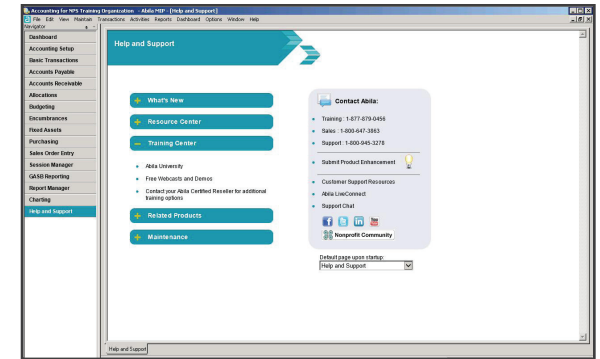 Accounting for NPS Training Organization - Abila MIP - [Help and Support]
File Edit View Maintain Transactions Activities Reports Dashboard Options Window Help
Navigator
Dashboard
Accounting Setup
Basic Transactions
Accounts Payable
Accounts Receivable
Allocations
Budgeting
Encumbrances
Fixed Assets
Purchasing
Sales Order Entry
Session Manager
GASB Reporting
Report Manager
Charting
Help and Support
Help and Support
What's New
Resource Center
Training Center
Abila University
Free Webcasts and Demos
Contact your Abila Certified Reseller for additional
training options
Related Products
Maintenance
Contact Abila:
Training : 1-877-879-0456
Sales : 1-800-647-3863
Support : 1-800-945-3278
Submit Product Enhancement
Customer Support Resources
Abila LiveConnect
Support Chat
Nonprofit Community
Default page upon startup:
Help and Support
Help and Support